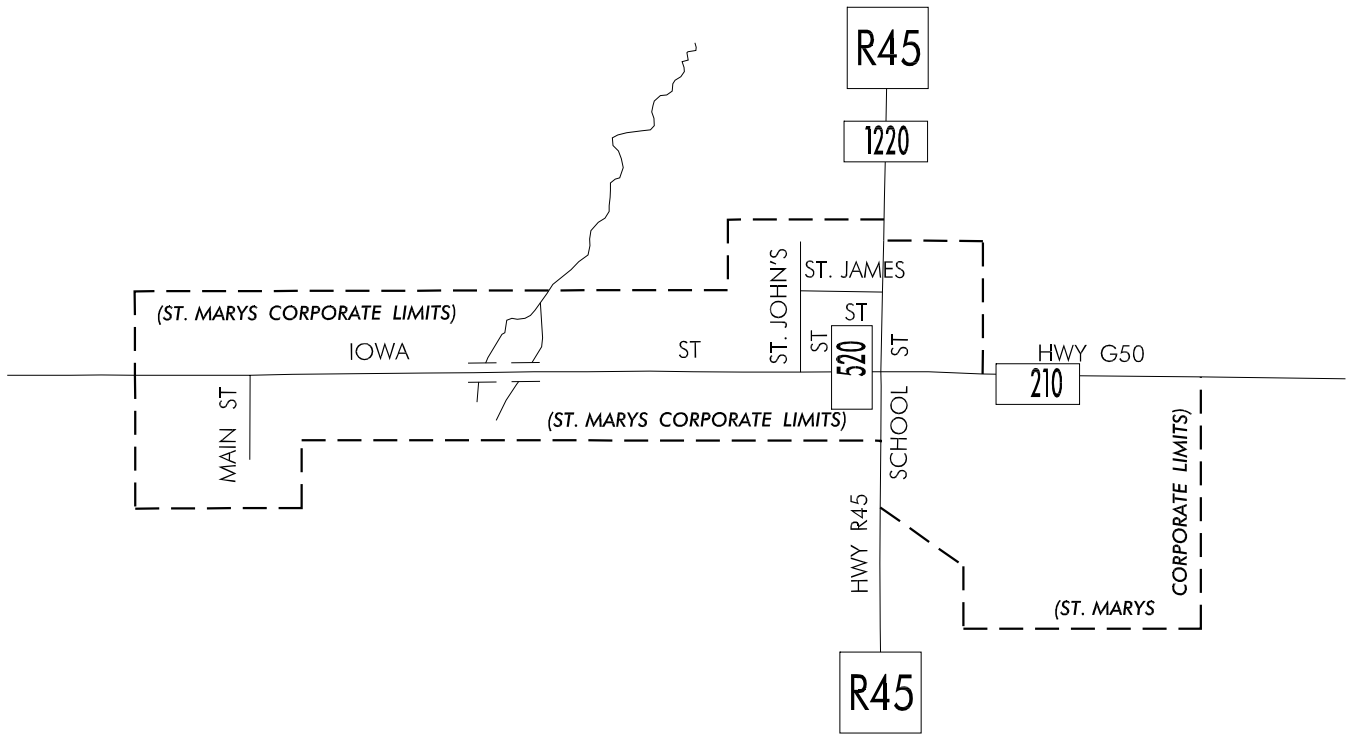 R45
1220
ST. JOHN'S ST
ST. JAMES
ST
(ST. MARYS CORPORATE LIMITS)
IOWA ST
520
SCHOOL ST
HWY G50
210
MAIN ST
(ST. MARYS CORPORATE LIMITS)
HWY R45
(ST. MARYS
CORPORATE LIMITS)
R45